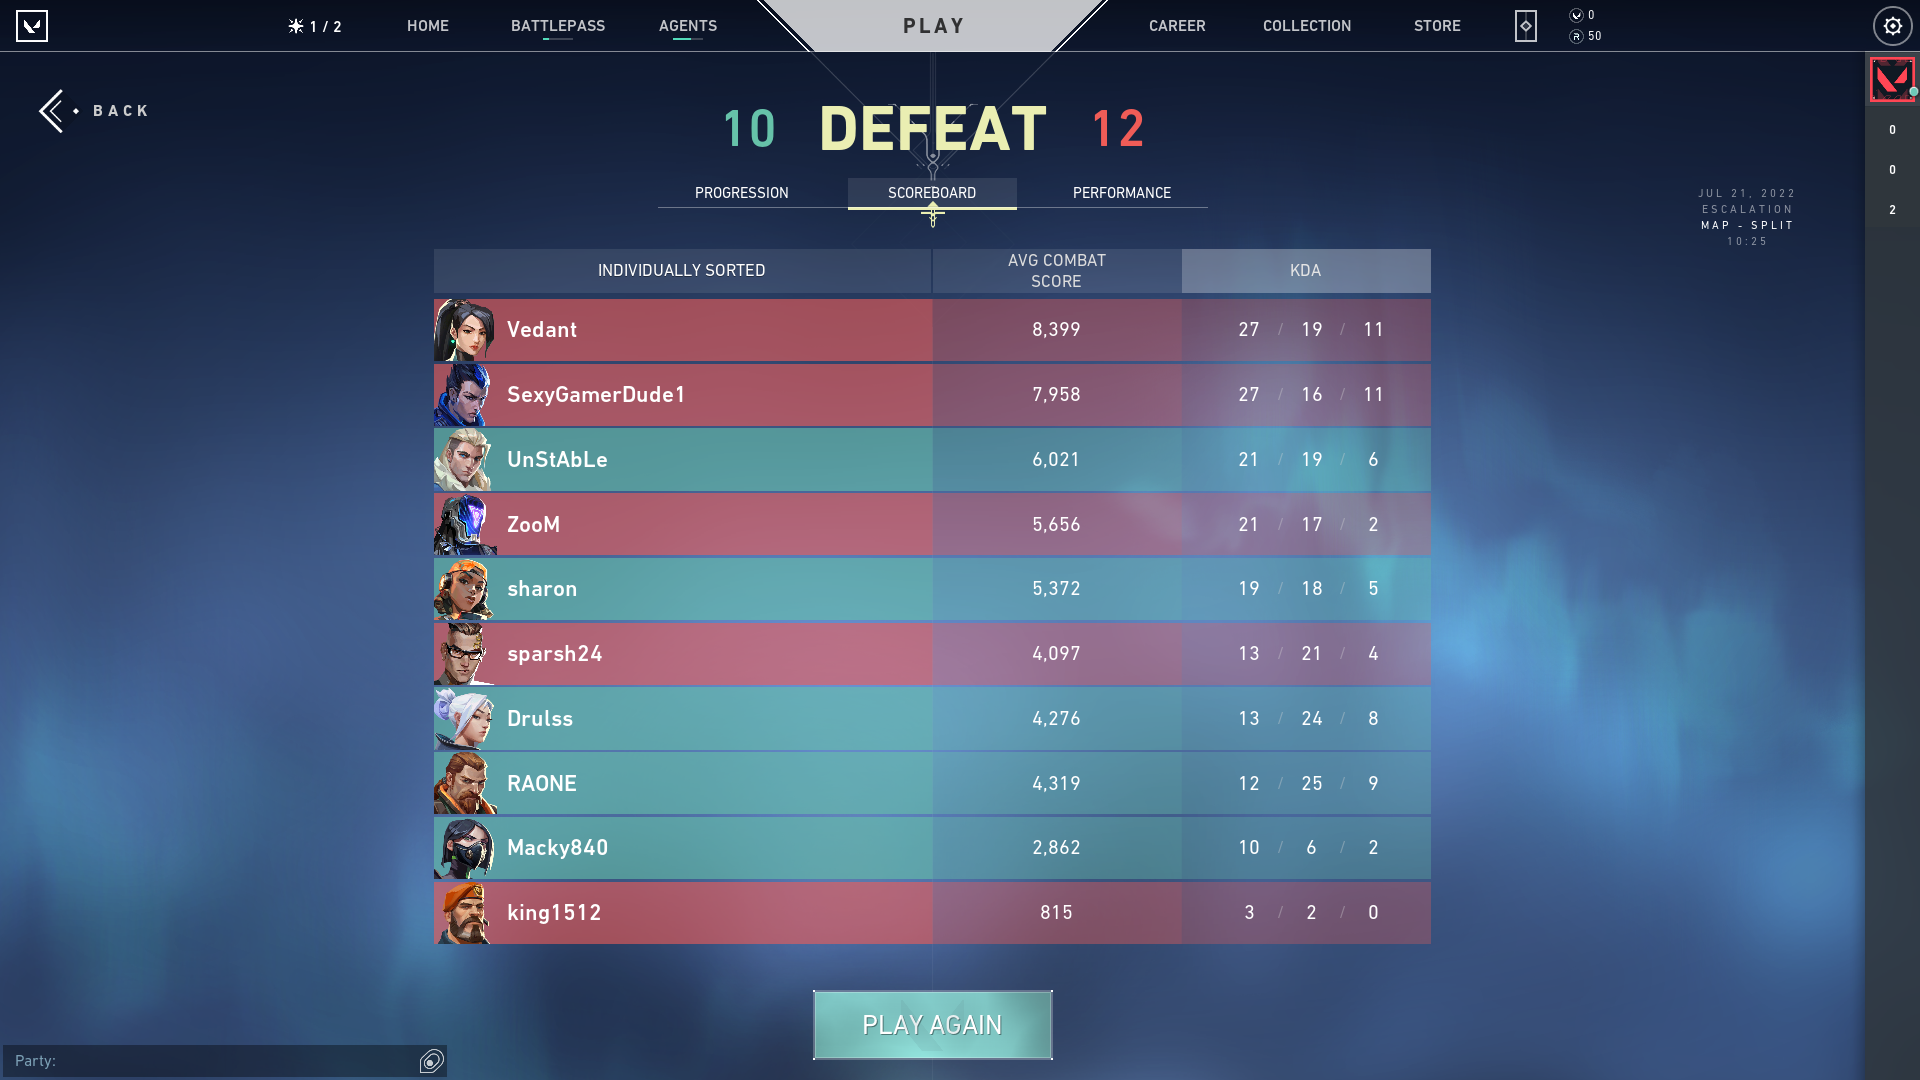 1 / 2 HOME BATTLEPASS AGENTS PLAY CAREER COLLECTION STORE 0
R 50
BACK
10 DEFEAT 12
0
0
2
PROGRESSION SCOREBOARD PERFORMANCE
JUL 21, 2022
ESCALATION
MAP - SPLIT
10:25
INDIVIDUALLY SORTED AVG COMBAT SCORE KDA
Vedant 8,399 27 / 19 / 11
SexyGamerDude1 7,958 27 / 16 / 11
UnStAbLe 6,021 21 / 19 / 6
ZooM 5,656 21 / 17 / 2
sharon 5,372 19 / 18 / 5
sparsh24 4,097 13 / 21 / 4
Drulss 4,276 13 / 24 / 8
RAONE 4,319 12 / 25 / 9
Macky840 2,862 10 / 6 / 2
king1512 815 3 / 2 / 0
PLAY AGAIN
Party: